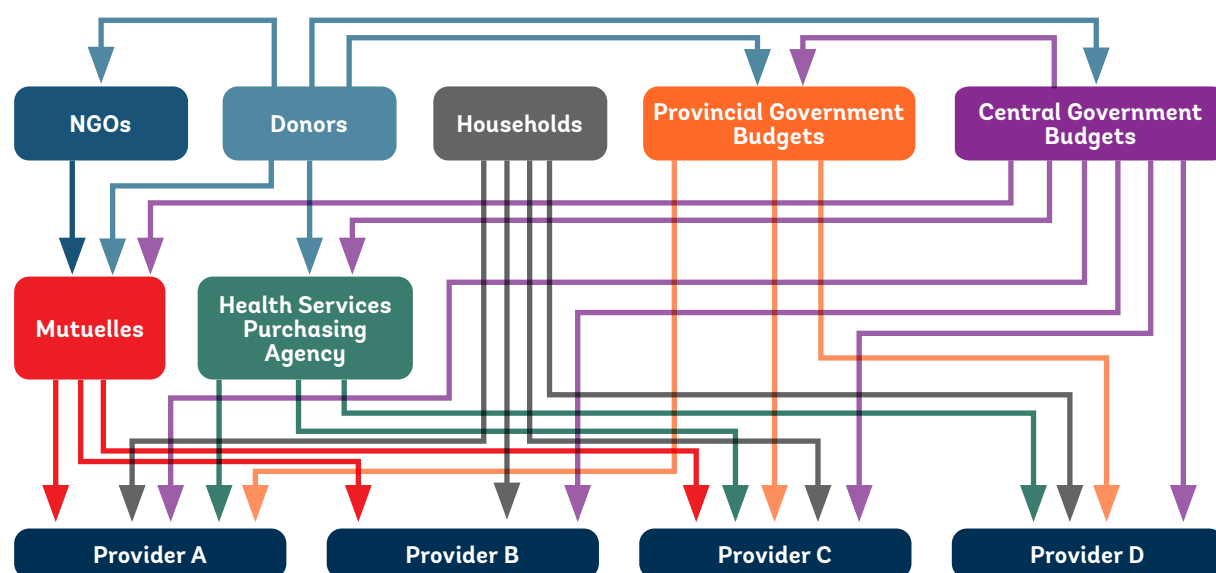 NGOs
Donors
Households
Provincial Government
Budgets
Central Government
Budgets
Mutuelles
Health Services
Purchasing
Agency
Provider A
Provider B
Provider C
Provider D